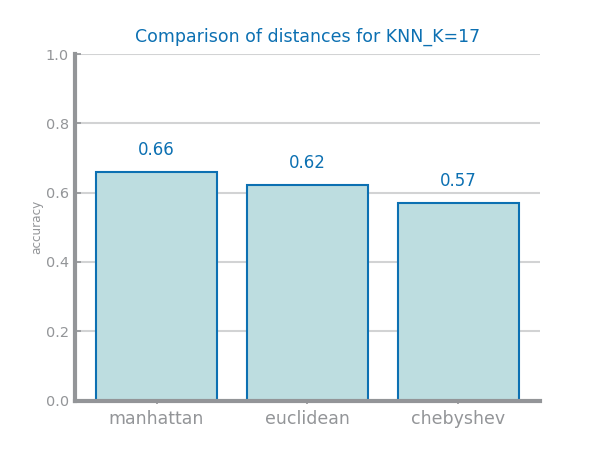 Comparison of distances for KNN_K=17
1.0
0.8
0.6
0.4
0.2
0.0
accuracy
0.66
0.62
0.57
manhattan
euclidean
chebyshev